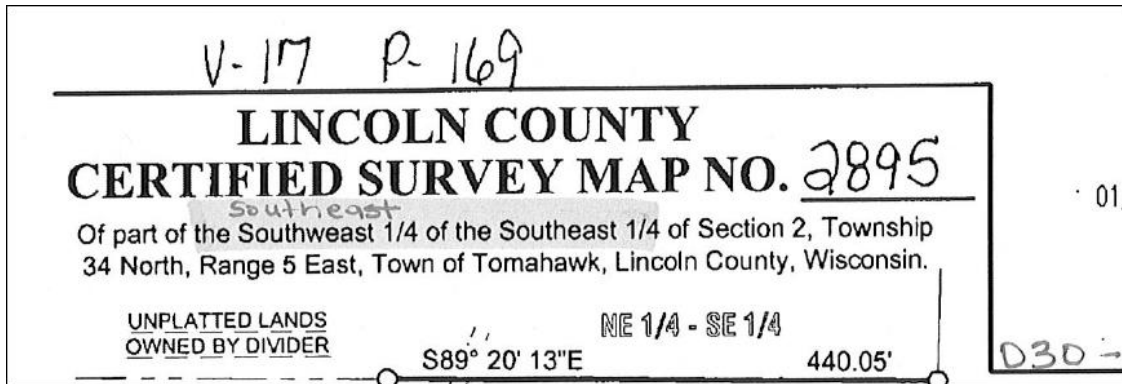 V-17 P-169
LINCOLN COUNTY
CERTIFIED SURVEY MAP NO. 2895
Southeast
Of part of the Southweast 1/4 of the Southeast 1/4 of Section 2, Township
34 North, Range 5 East, Town of Tomahawk, Lincoln County, Wisconsin.
UNPLATTED LANDS
OWNED BY DIVIDER
NE 1/4 - SE 1/4
S89° 20' 13"E 440.05'
01
D30-